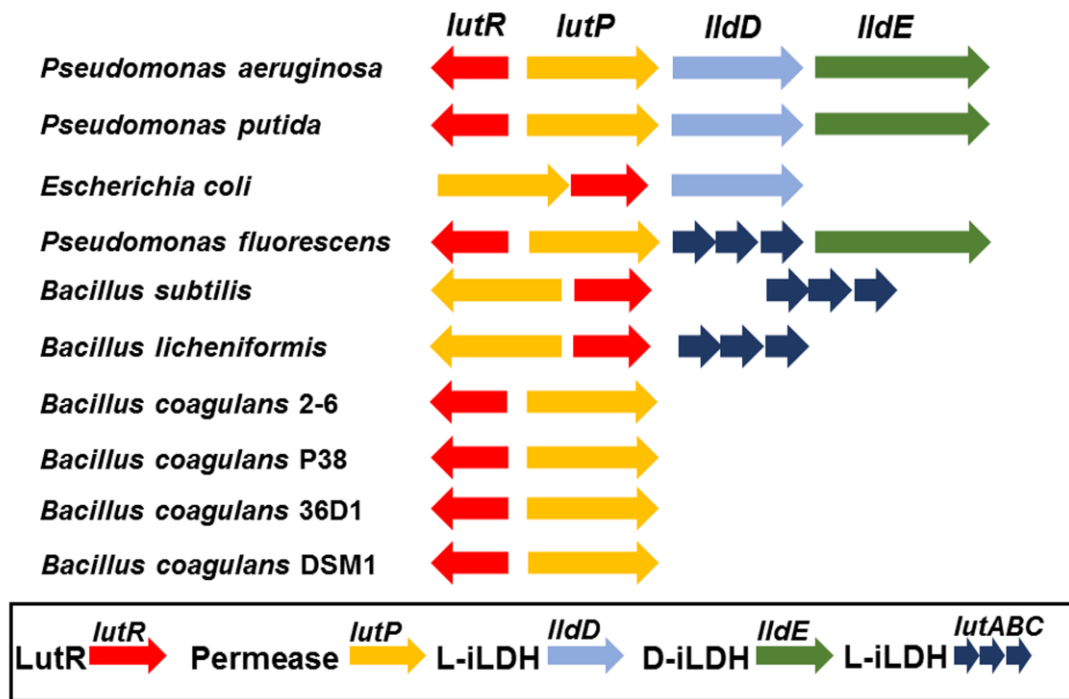 lutR lutP lldD lldE
Pseudomonas aeruginosa
Pseudomonas putida
Escherichia coli
Pseudomonas fluorescens
Bacillus subtilis
Bacillus licheniformis
Bacillus coagulans 2-6
Bacillus coagulans P38
Bacillus coagulans 36D1
Bacillus coagulans DSM1
lutR lutP lldD lldE lutABC
LutR Permease L-iLDH D-iLDH L-iLDH